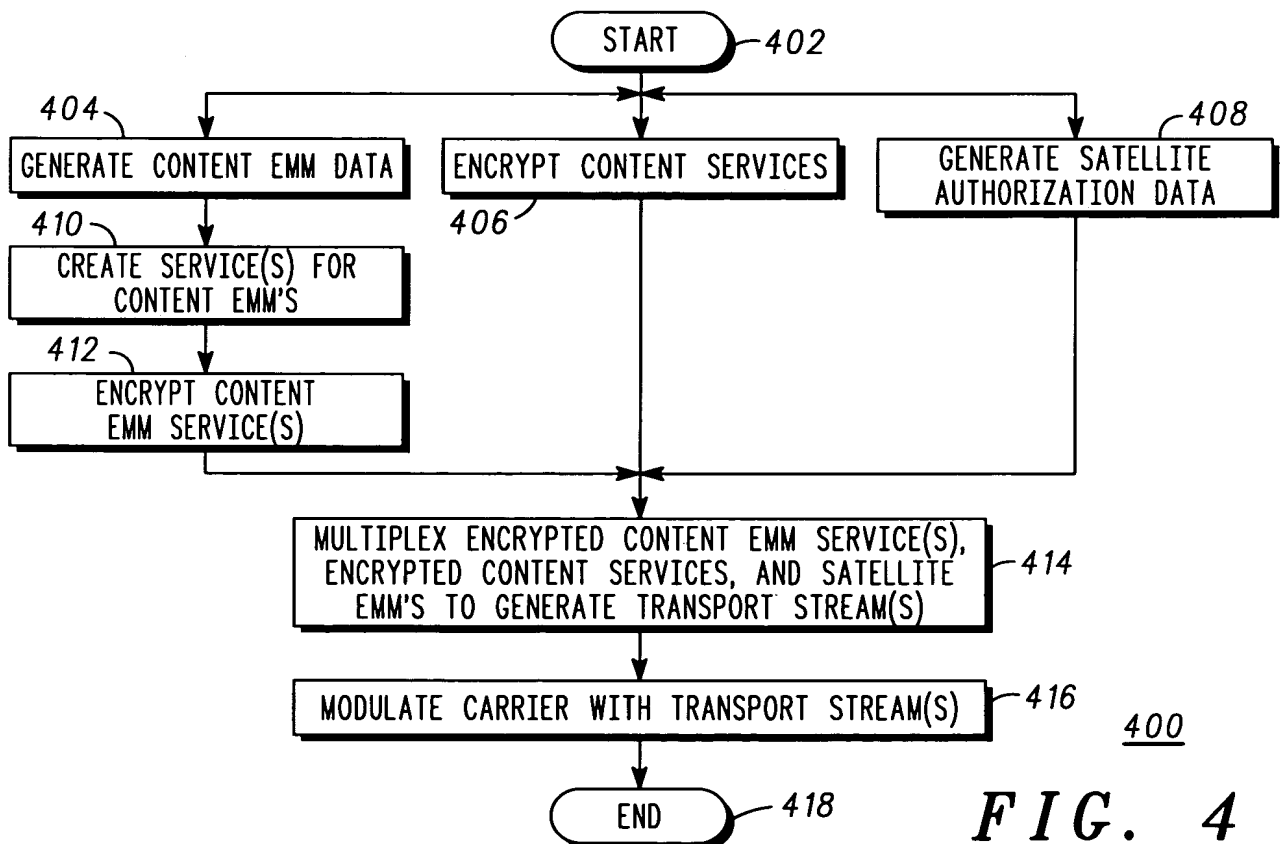 START
402
404
GENERATE CONTENT EMM DATA
ENCRYPT CONTENT SERVICES
406
408
GENERATE SATELLITE
AUTHORIZATION DATA
410
CREATE SERVICE(S) FOR
CONTENT EMM'S
412
ENCRYPT CONTENT
EMM SERVICE(S)
MULTIPLEX ENCRYPTED CONTENT EMM SERVICE(S),
ENCRYPTED CONTENT SERVICES, AND SATELLITE
EMM'S TO GENERATE TRANSPORT STREAM(S)
414
MODULATE CARRIER WITH TRANSPORT STREAM(S)
416
400
END
418
FIG. 4